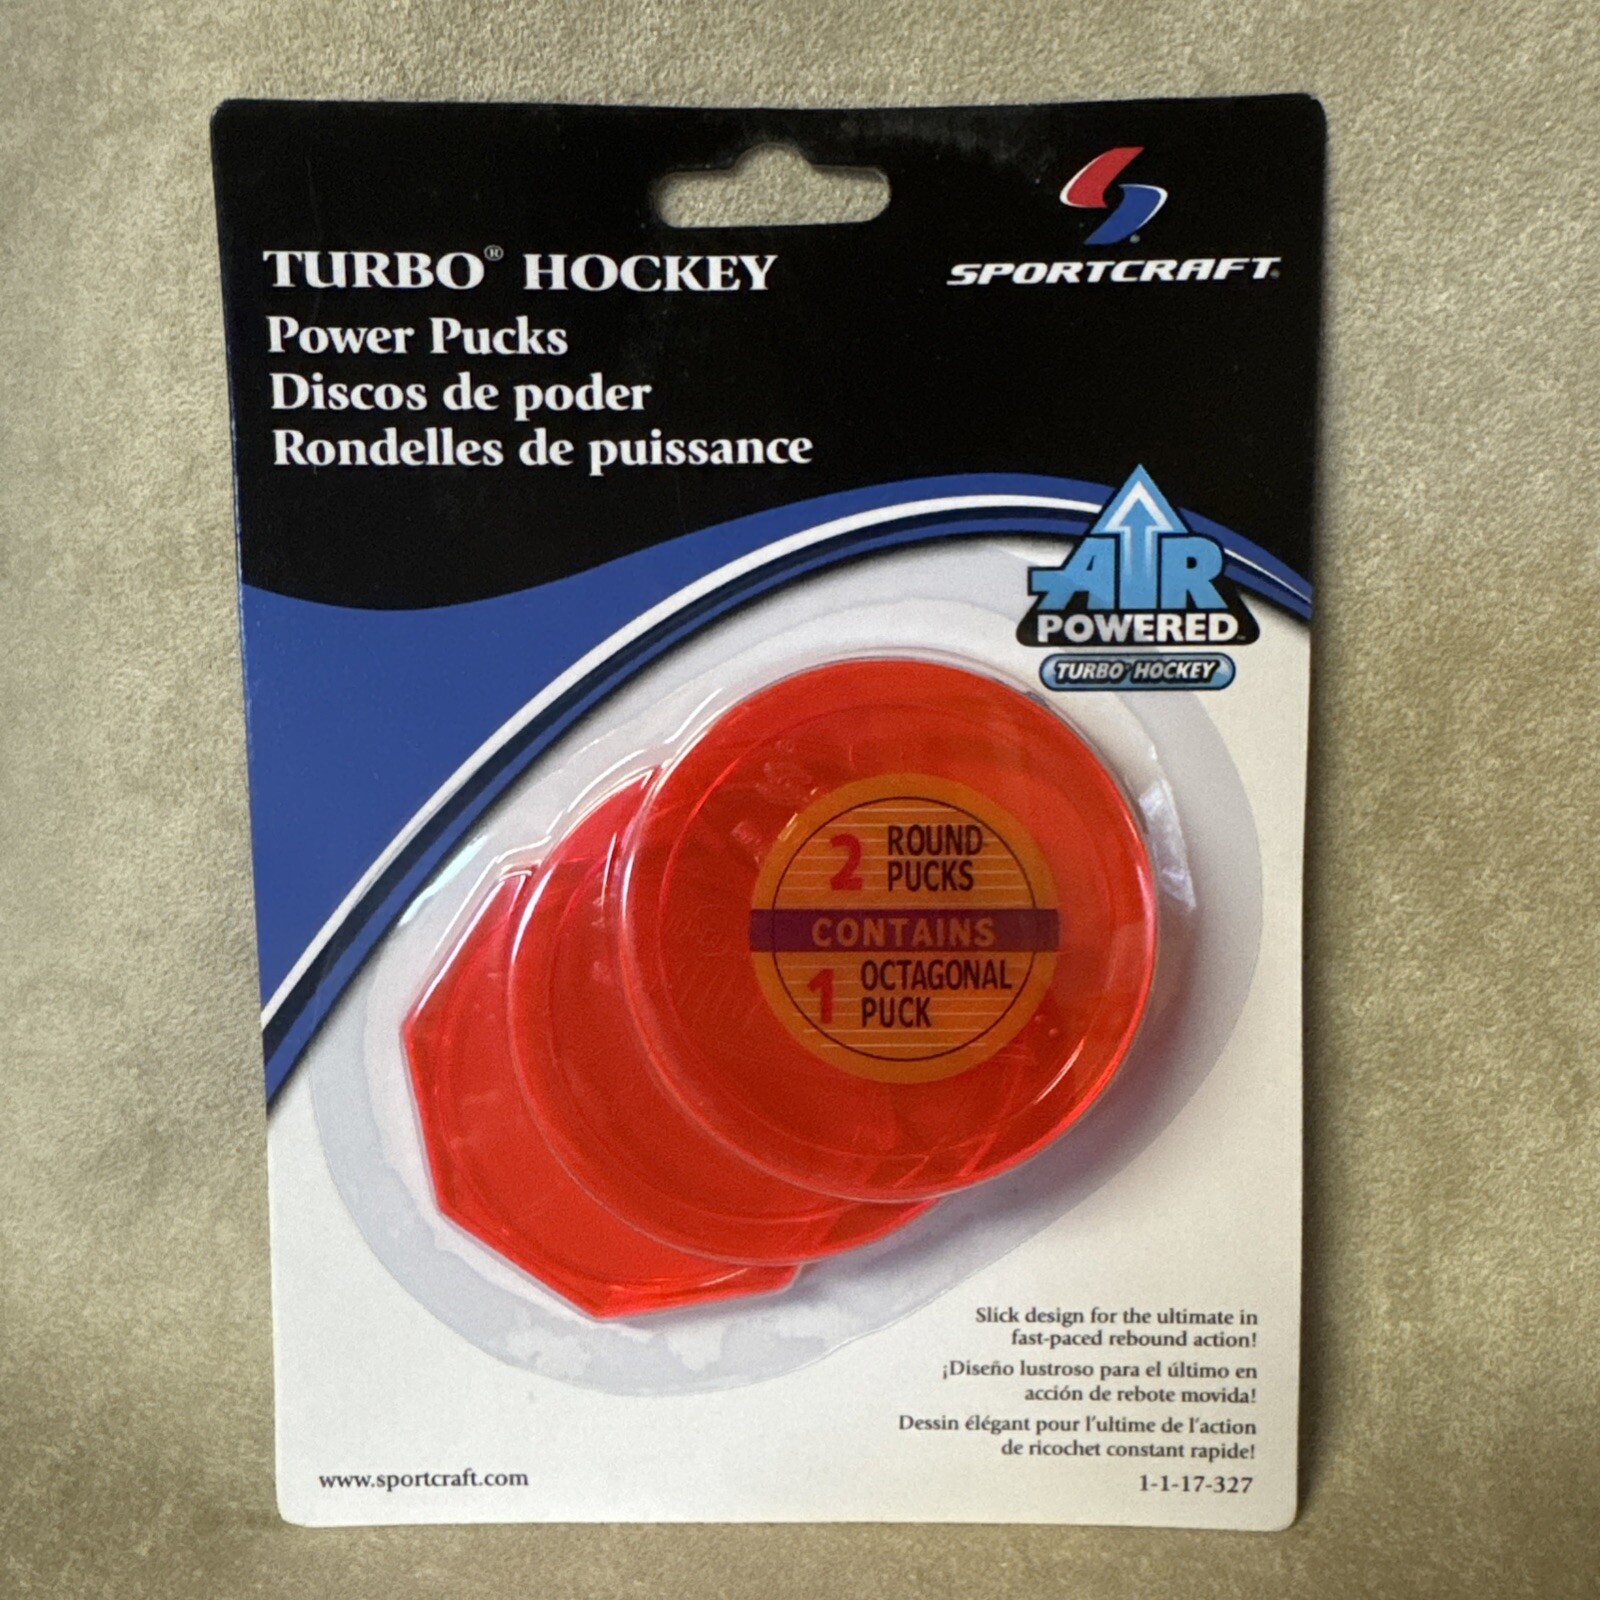 TURBO® HOCKEY
Power Pucks
Discos de poder
Rondelles de puissance
SPORTCRAFT®
AIR
POWERED™
TURBO® HOCKEY
2 ROUND
PUCKS
CONTAINS
1 OCTAGONAL
PUCK
Slick design for the ultimate in
fast-paced rebound action!
¡Diseño lustroso para el último en
acción de rebote movida!
Dessin élégant pour l'ultime de l'action
de ricochet constant rapide!
www.sportcraft.com
1-1-17-327